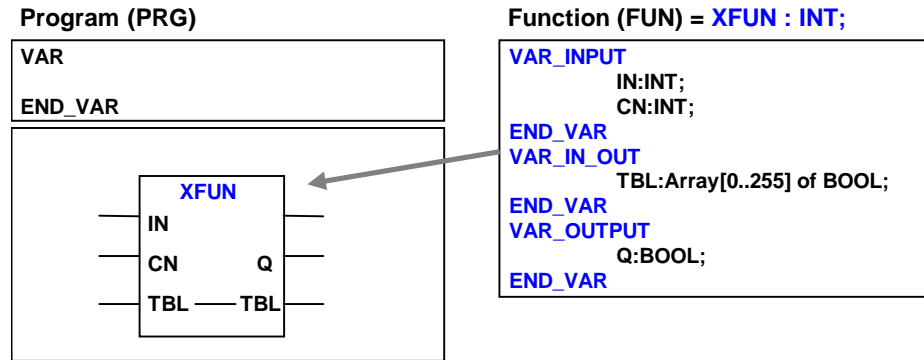 Program (PRG)
VAR
END_VAR
XFUN
IN
CN Q
TBL TBL
Function (FUN) = XFUN : INT;
VAR_INPUT
IN:INT;
CN:INT;
END_VAR
VAR_IN_OUT
TBL:Array[0..255] of BOOL;
END_VAR
VAR_OUTPUT
Q:BOOL;
END_VAR